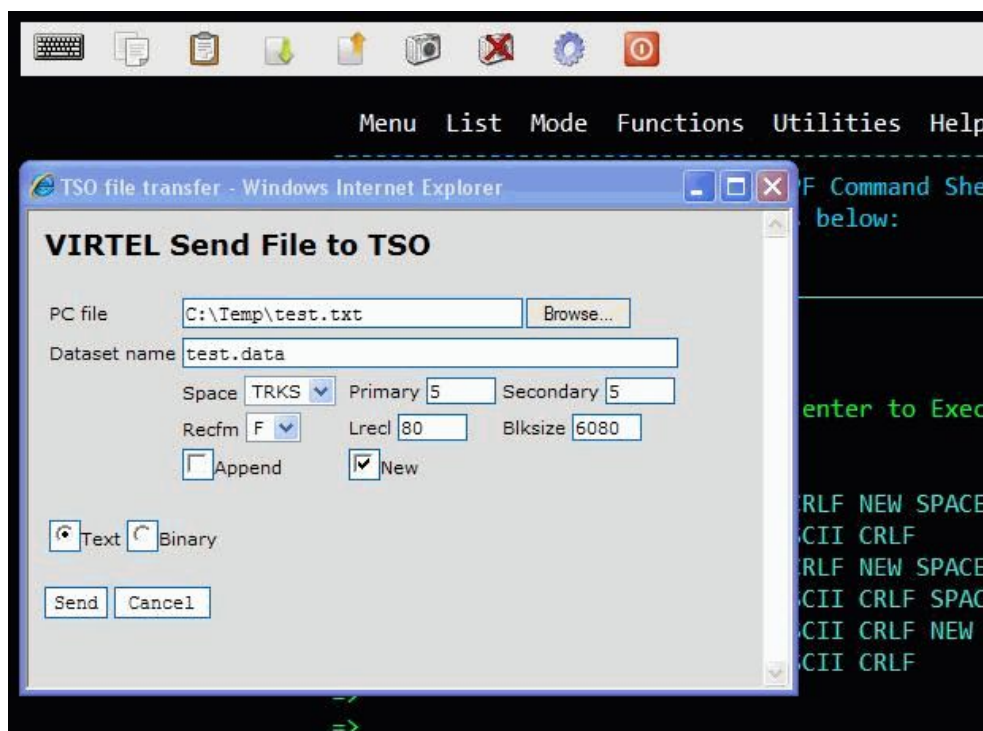 Menu List Mode Functions Utilities Help
TSO file transfer - Windows Internet Explorer
PF Command She
below:
VIRTEL Send File to TSO
PC file C:\Temp\test.txt Browse...
Dataset name test.data
Space TRKS Primary 5 Secondary 5
enter to Exec
Recfm F Lrecl 80 Blksize 6080
Append New
RLF NEW SPACE
Text Binary
CII CRLF
RLF NEW SPACE
Send Cancel
CII CRLF SPAC
CII CRLF NEW
CII CRLF
=>
=>